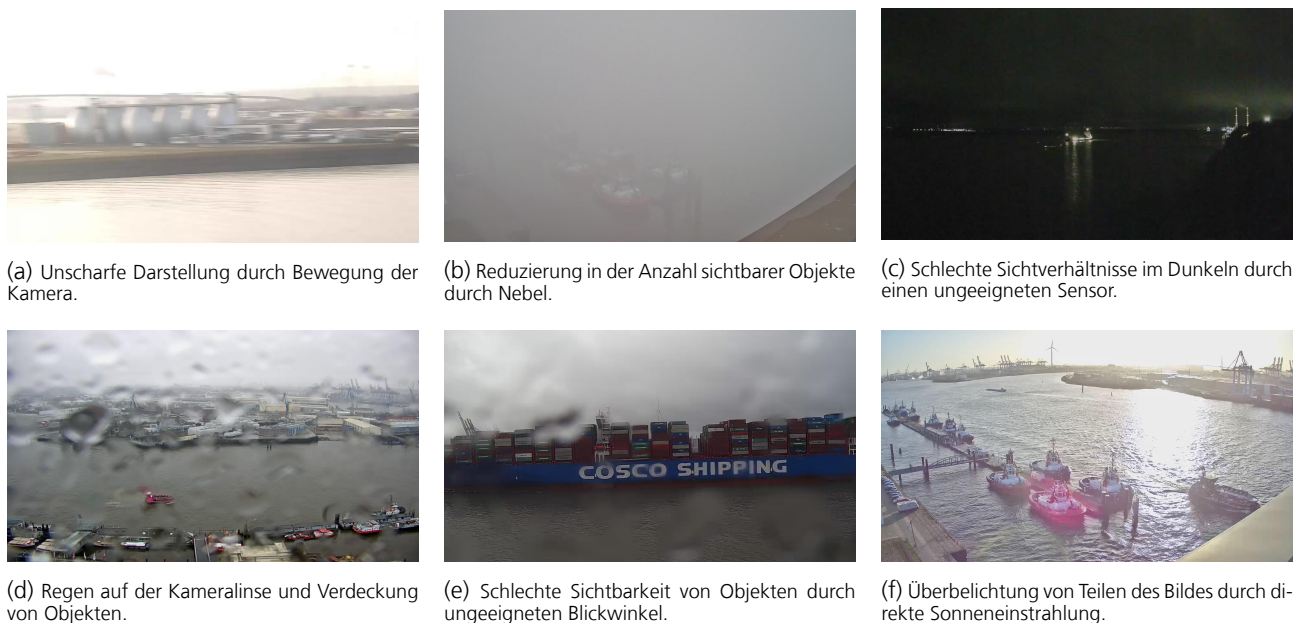 (a) Unscharfe Darstellung durch Bewegung der
Kamera.
(b) Reduzierung in der Anzahl sichtbarer Objekte
durch Nebel.
(c) Schlechte Sichtverhältnisse im Dunkeln durch
einen ungeeigneten Sensor.
COSCO SHIPPING
(d) Regen auf der Kameralinse und Verdeckung
von Objekten.
(e) Schlechte Sichtbarkeit von Objekten durch
ungeeigneten Blickwinkel.
(f) Überbelichtung von Teilen des Bildes durch di-
rekte Sonneneinstrahlung.